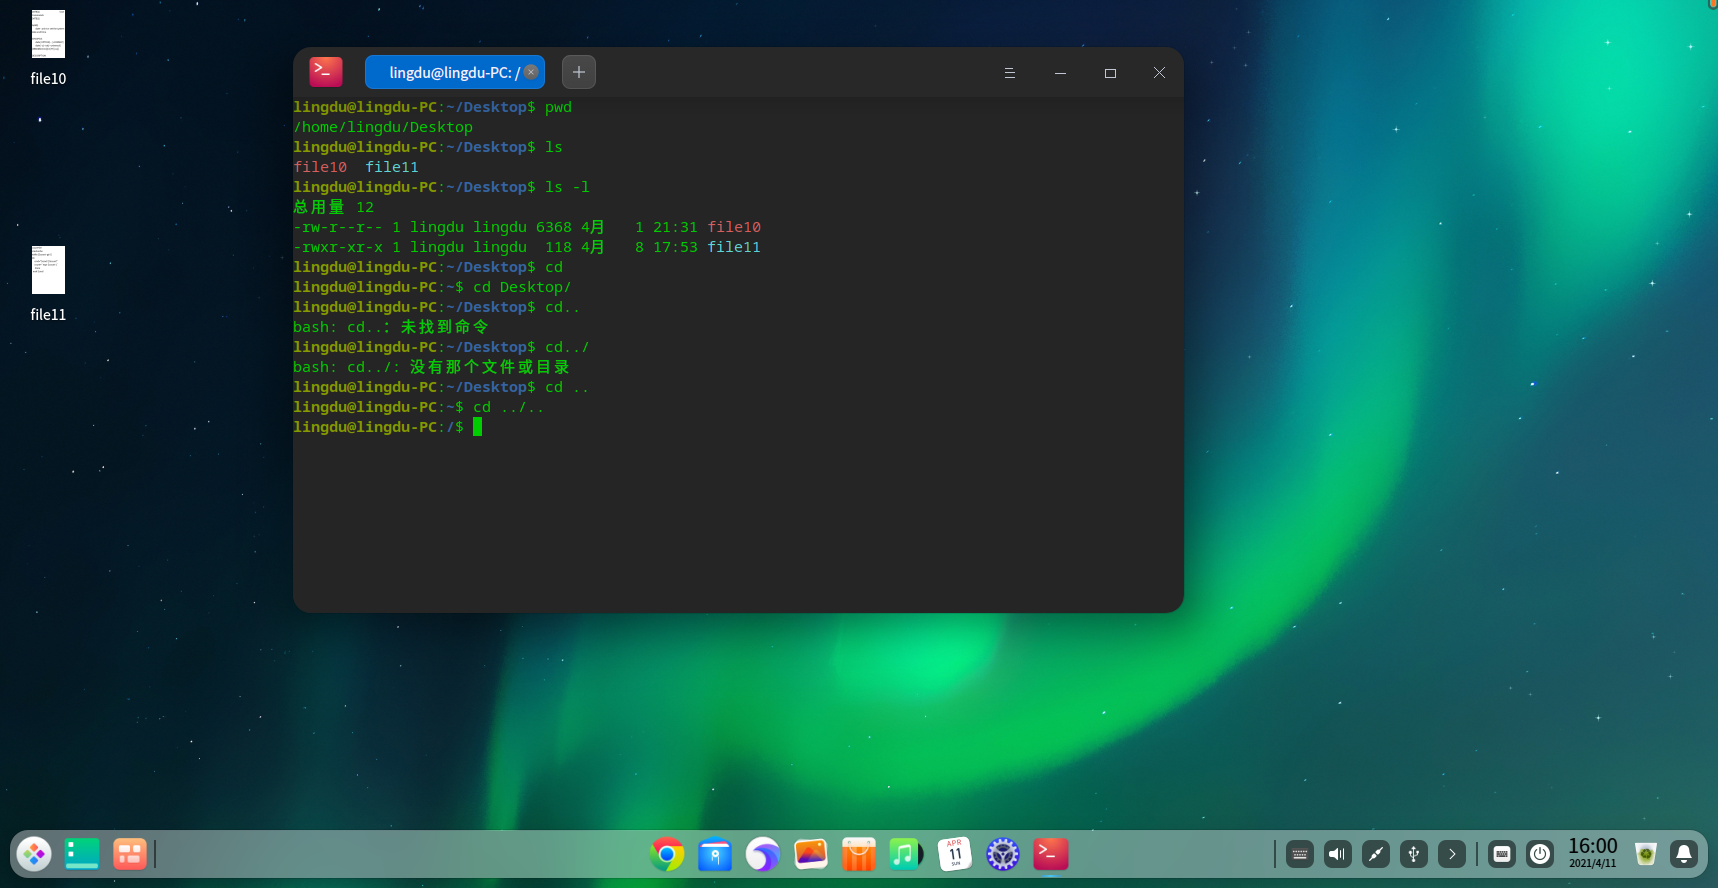 file10
file11
lingdu@lingdu-PC: /
lingdu@lingdu-PC:~/Desktop$ pwd
/home/lingdu/Desktop
lingdu@lingdu-PC:~/Desktop$ ls
file10  file11
lingdu@lingdu-PC:~/Desktop$ ls -l
总用量 12
-rw-r--r-- 1 lingdu lingdu 6368 4月   1 21:31 file10
-rwxr-xr-x 1 lingdu lingdu  118 4月   8 17:53 file11
lingdu@lingdu-PC:~/Desktop$ cd
lingdu@lingdu-PC:~$ cd Desktop/
lingdu@lingdu-PC:~/Desktop$ cd..
bash: cd..: 未找到命令
lingdu@lingdu-PC:~/Desktop$ cd../
bash: cd../: 没有那个文件或目录
lingdu@lingdu-PC:~/Desktop$ cd ..
lingdu@lingdu-PC:~$ cd ../..
lingdu@lingdu-PC:/$
APR
11
SUN
16:00
2021/4/11